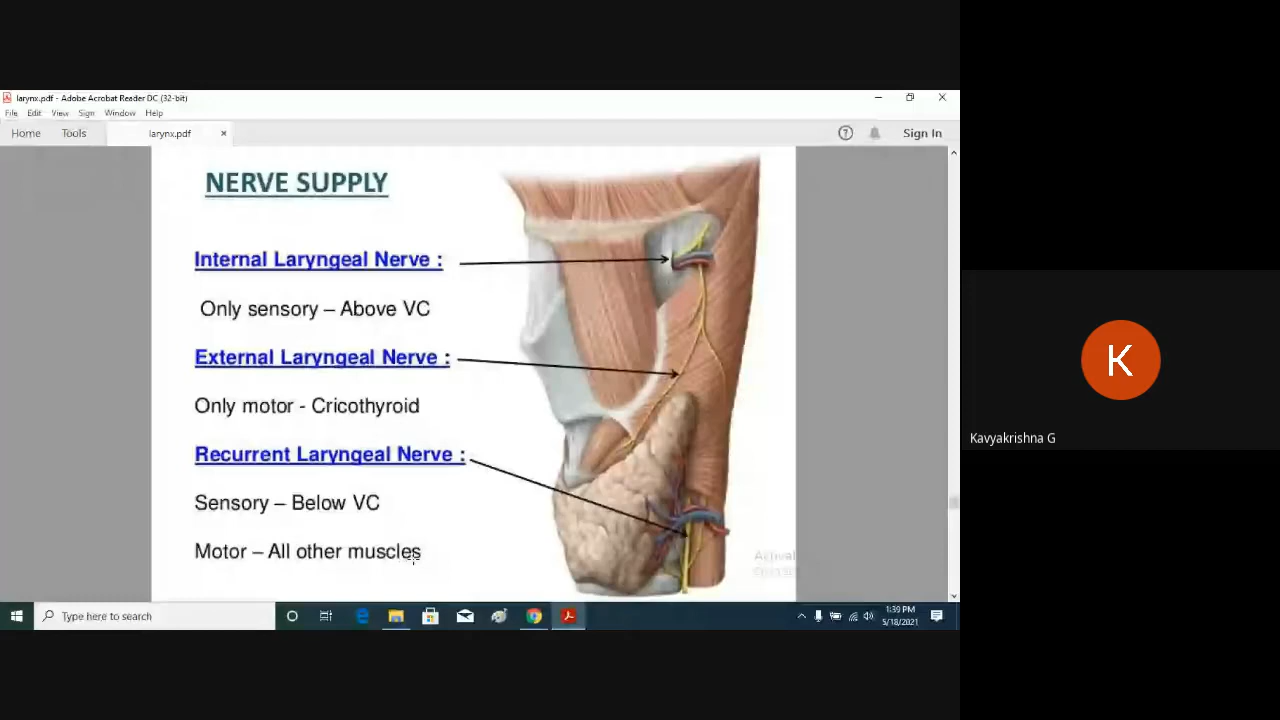 larynx.pdf - Adobe Acrobat Reader DC (32-bit)
File Edit View Sign Window Help
Home Tools larynx.pdf × Sign In
NERVE SUPPLY
Internal Laryngeal Nerve :
Only sensory – Above VC
External Laryngeal Nerve :
Only motor - Cricothyroid
Recurrent Laryngeal Nerve :
Sensory – Below VC
Motor – All other muscles
Type here to search
1:39 PM
5/18/2021
K
Kavyakrishna G